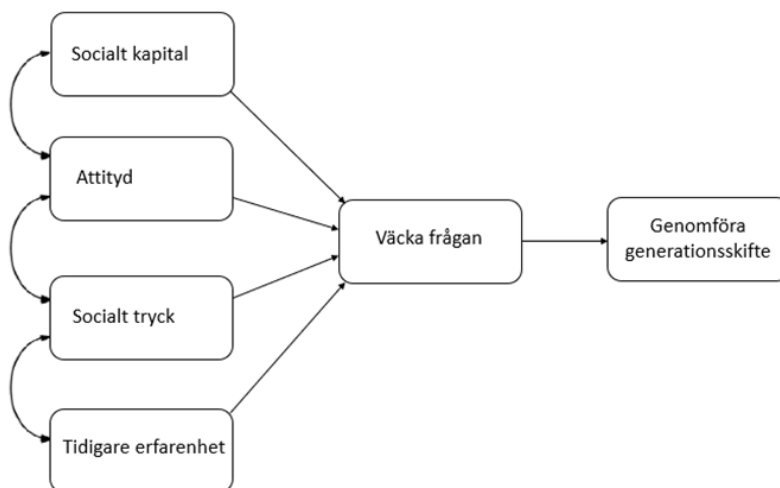 Socialt kapital
Attityd
Socialt tryck
Tidigare erfarenhet
Väcka frågan
Genomföra
generationsskifte